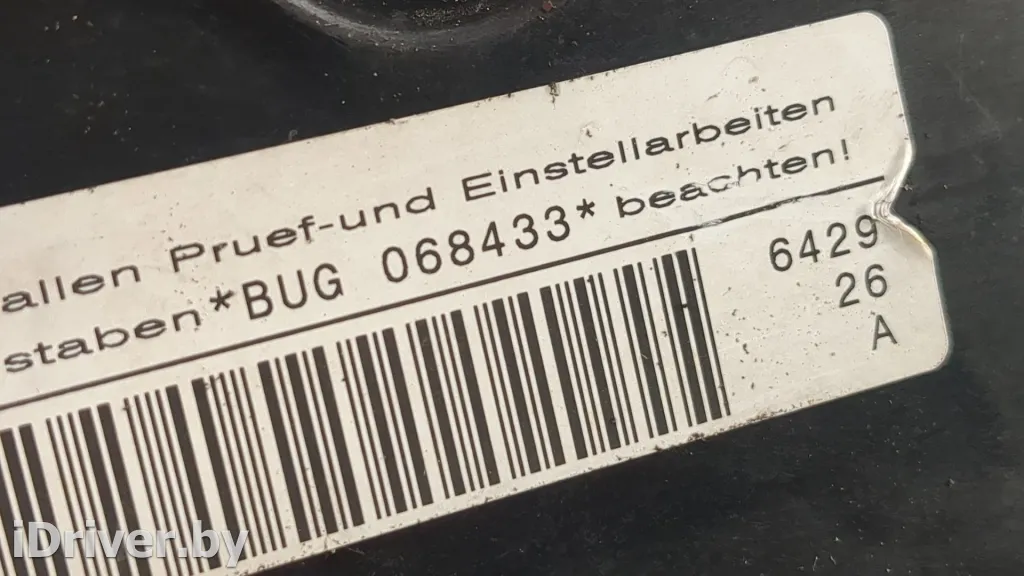 allen Pruef-und Einstellarbeiten
staben*BUG 068433* beachten!
6429
26
A
iDriver.by